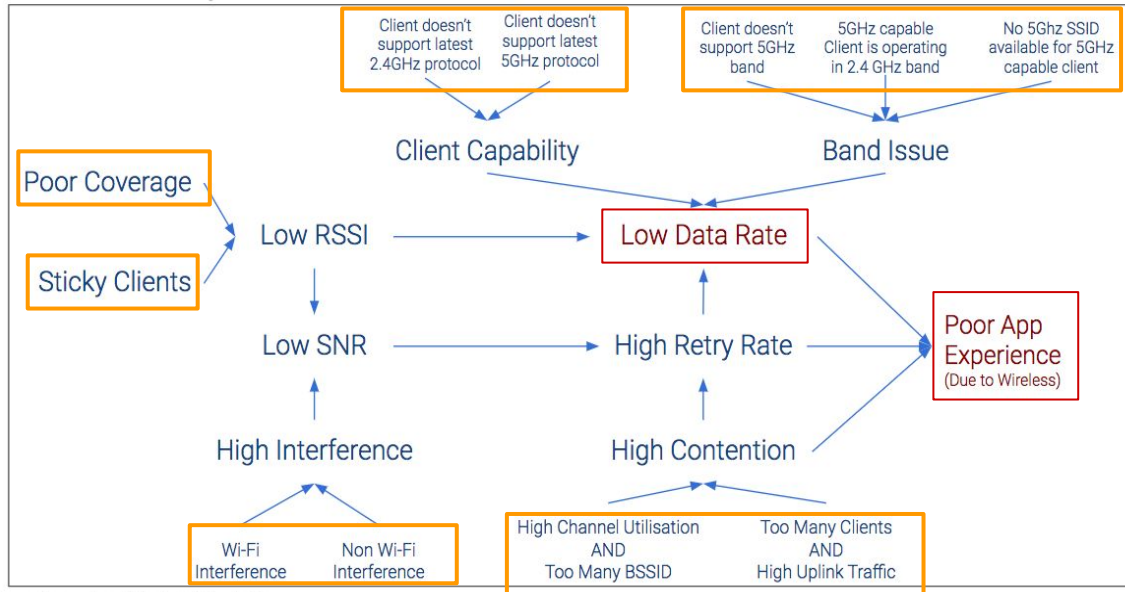 Client doesn't
support latest
2.4GHz protocol
Client doesn't
support latest
5GHz protocol
Client doesn't
support 5GHz
band
5GHz capable
Client is operating
in 2.4 GHz band
No 5Ghz SSID
available for 5GHz
capable client
Client Capability
Band Issue
Poor Coverage
Low RSSI
Low Data Rate
Sticky Clients
Low SNR
High Retry Rate
Poor App
Experience
(Due to Wireless)
High Interference
High Contention
Wi-Fi
Interference
Non Wi-Fi
Interference
High Channel Utilisation
AND
Too Many BSSID
Too Many Clients
AND
High Uplink Traffic